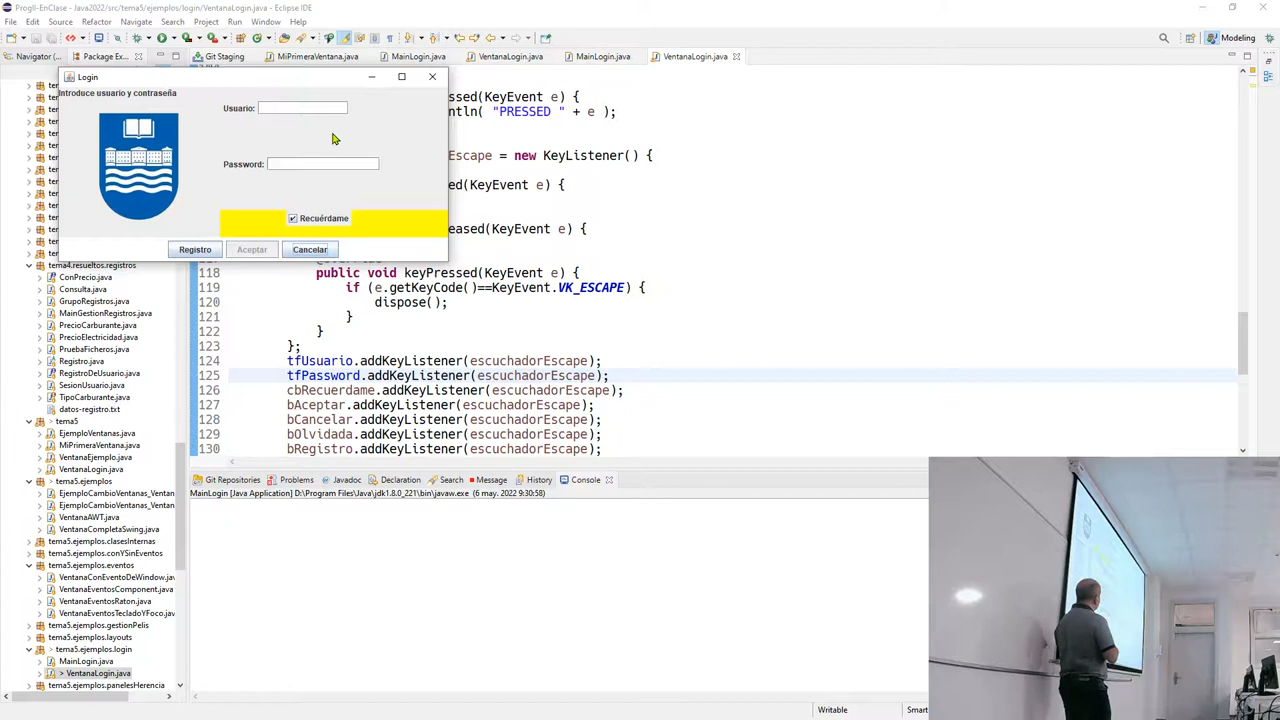 ProgII-EnClase - Java2022/src/tema5/ejemplos/login/VentanaLogin.java - Eclipse IDE
File Edit Source Refactor Navigate Search Project Run Window Help
Modeling
Navigator ( Package Ex... Git Staging MiPrimeraVentana.java MainLogin.java VentanaLogin.java MainLogin.java VentanaLogin.java
Login
Introduce usuario y contraseña
Usuario:
Password:
Recuérdame
Registro Aceptar Cancelar
ssed(KeyEvent e) {
ln( "PRESSED " + e );
Escape = new KeyListener() {
ed(KeyEvent e) {
eased(KeyEvent e) {
118 public void keyPressed(KeyEvent e) {
119 if (e.getKeyCode()==KeyEvent.VK_ESCAPE) {
120 dispose();
121 }
122 }
123 };
124 tfUsuario.addKeyListener(escuchadorEscape);
125 tfPassword.addKeyListener(escuchadorEscape);
126 cbRecuerdame.addKeyListener(escuchadorEscape);
127 bAceptar.addKeyListener(escuchadorEscape);
128 bCancelar.addKeyListener(escuchadorEscape);
129 bOlvidada.addKeyListener(escuchadorEscape);
130 bRegistro.addKeyListener(escuchadorEscape);
tema4.resueltos.registros
ConPrecio.java
Consulta.java
GrupoRegistros.java
MainGestionRegistros.java
PrecioCarburante.java
PrecioElectricidad.java
PruebaFicheros.java
Registro.java
RegistroDeUsuario.java
SesionUsuario.java
TipoCarburante.java
datos-registro.txt
> tema5
EjemploVentanas.java
MiPrimeraVentana.java
VentanaEjemplo.java
VentanaLogin.java
> tema5.ejemplos
EjemploCambioVentanas_Ventan
EjemploCambioVentanas_Ventan
VentanaAWT.java
VentanaCompletaSwing.java
tema5.ejemplos.clasesInternas
tema5.ejemplos.conYSinEventos
tema5.ejemplos.eventos
VentanaConEventoDeWindow.jav
VentanaEventosComponent.java
VentanaEventosRaton.java
VentanaEventosTecladoYFoco.jav
tema5.ejemplos.gestionPelis
tema5.ejemplos.layouts
> tema5.ejemplos.login
MainLogin.java
> VentanaLogin.java
tema5.ejemplos.panelesHerencia
Git Repositories Problems Javadoc Declaration Search Message History Console
MainLogin [Java Application] D:\Program Files\Java\jdk1.8.0_221\bin\javaw.exe (6 may. 2022 9:30:58)
Writable Smart